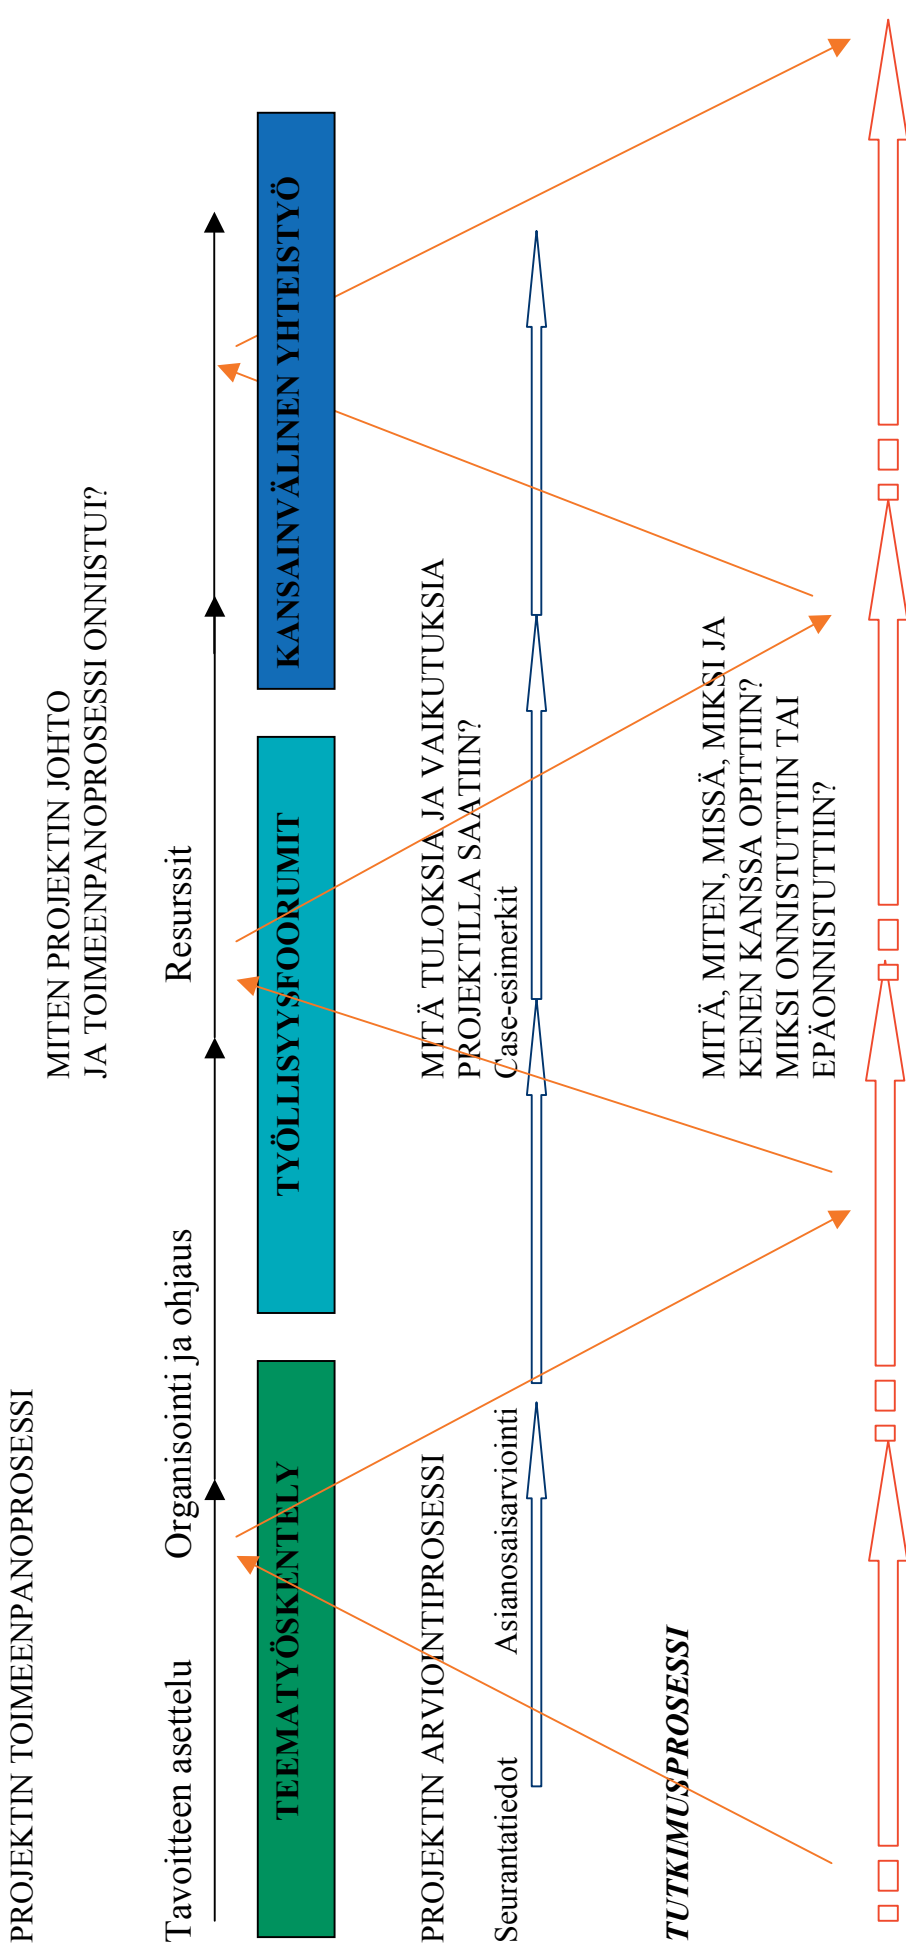 PROJEKTIN TOIMEENPANOPROSESSI
MITEN PROJEKTIN JOHTO
JA TOIMEENPANOPROSESSI ONNISTUI?
Tavoitteen asettelu
Organisointi ja ohjaus
Resurssit
TEEMATYÖSKENTELY
TYÖLLISYYSFOORUMIT
KANSAINVÄLINEN YHTEISTYÖ
PROJEKTIN ARVIOINTIPROSESSI
MITÄ TULOKSIA JA VAIKUTUKSIA
PROJEKTILLA SAATIIN?
Seurantatiedot
Asianosaisarviointi
Case-esimerkit
TUTKIMUSPROSESSI
MITÄ, MITEN, MISSÄ, MIKSI JA
KENEN KANSSA OPITTIIN?
MIKSI ONNISTUTTIIN TAI
EPÄONNISTUTTIIN?